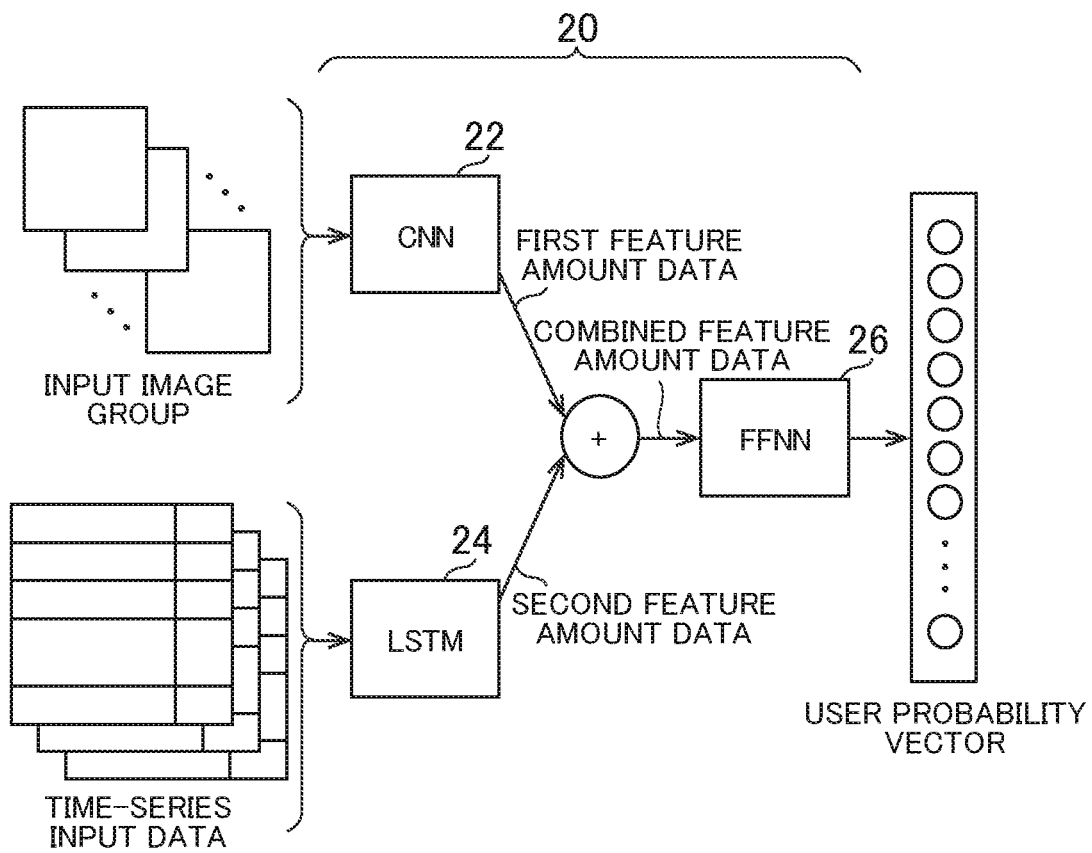 20
22
CNN
FIRST FEATURE
AMOUNT DATA
COMBINED FEATURE
AMOUNT DATA
26
INPUT IMAGE
GROUP
+
FFNN
24
LSTM
SECOND FEATURE
AMOUNT DATA
USER PROBABILITY
VECTOR
TIME-SERIES
INPUT DATA